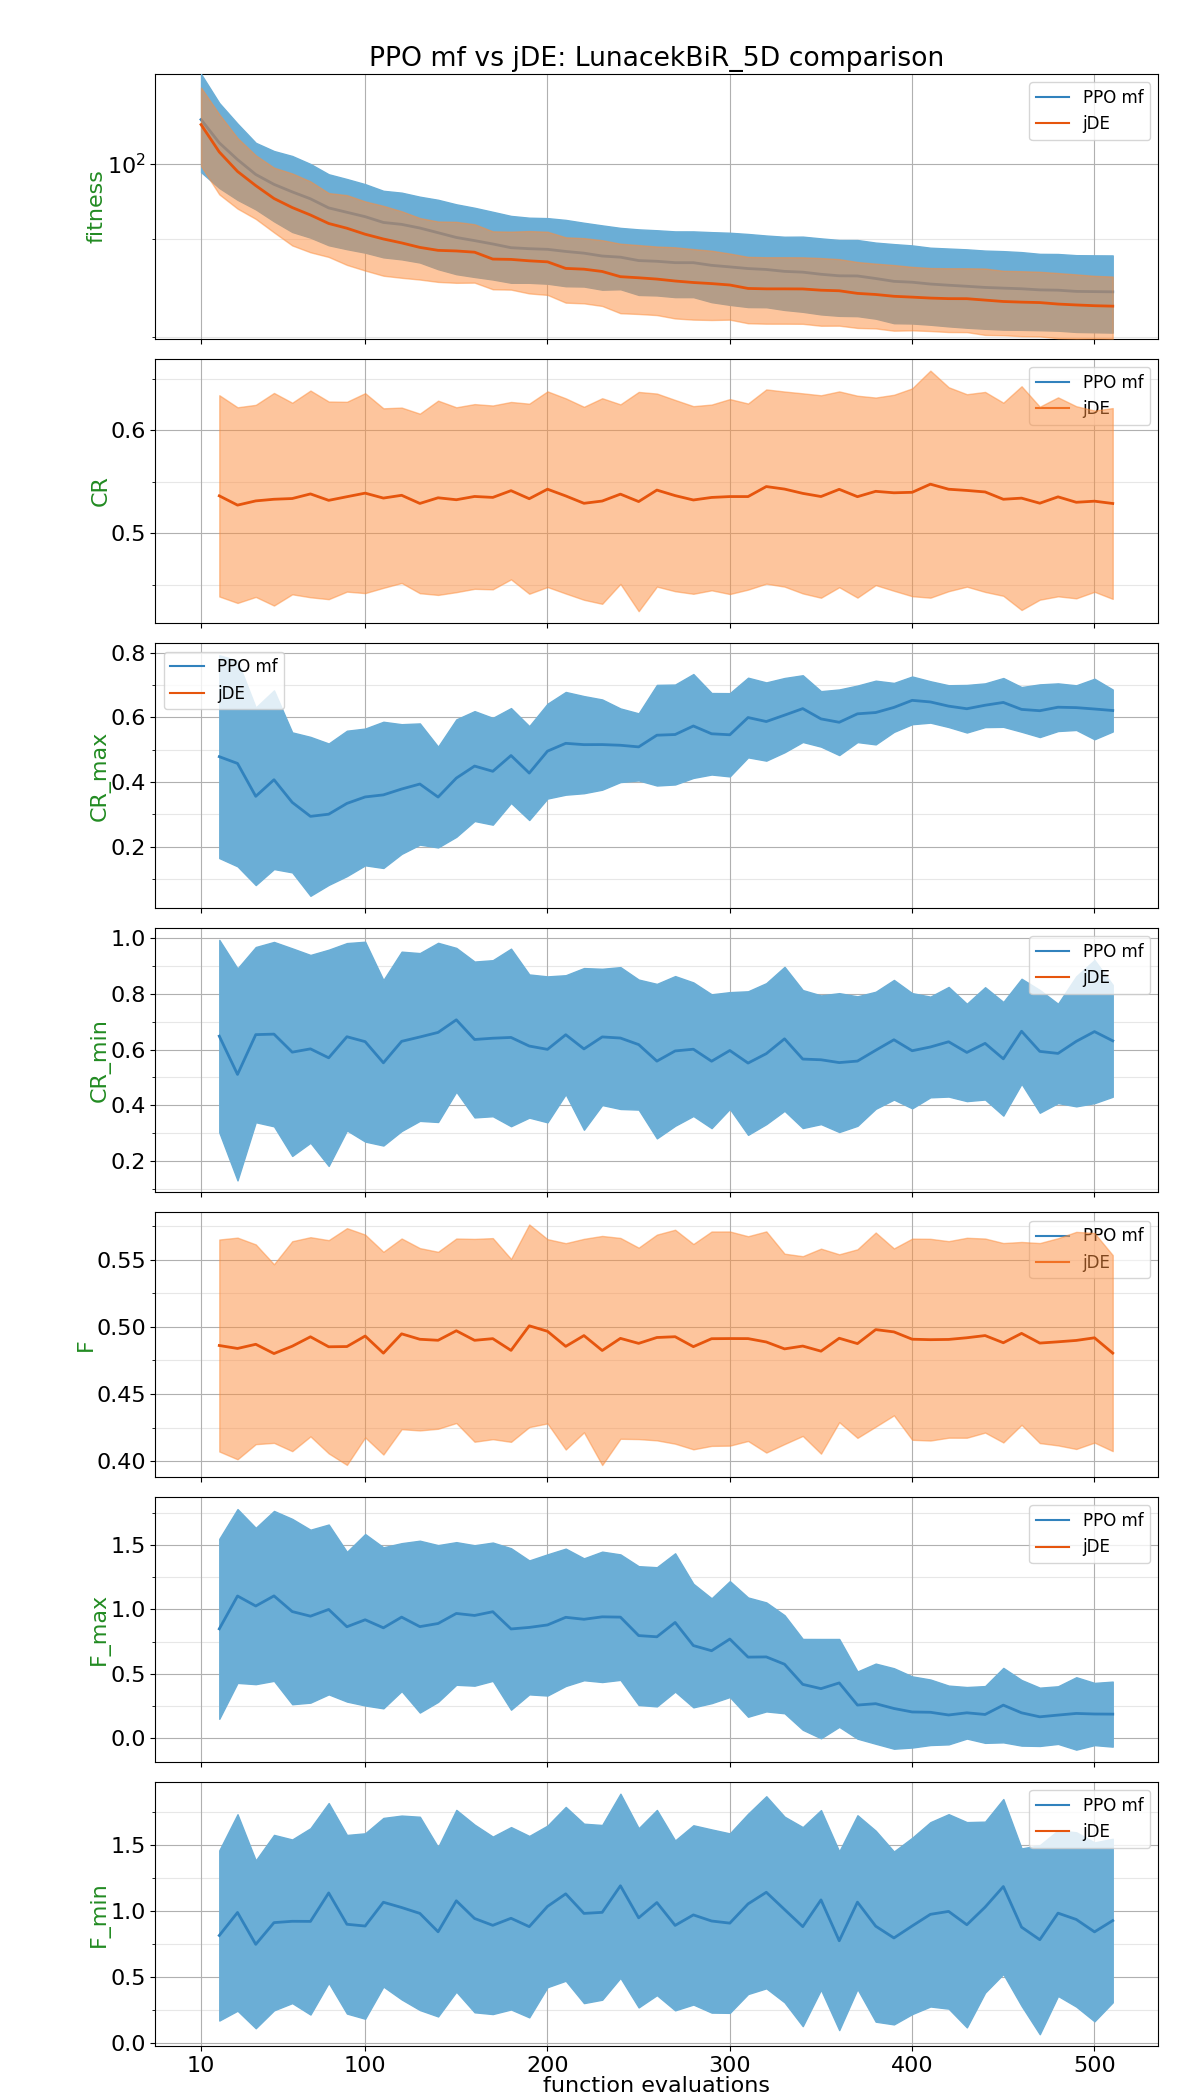 PPO mf vs jDE: LunacekBiR_5D comparison
10²
fitness
PPO mf
jDE
0.6
0.5
CR
PPO mf
jDE
0.8
0.6
0.4
0.2
CR_max
PPO mf
jDE
1.0
0.8
0.6
0.4
0.2
CR_min
PPO mf
jDE
0.55
0.50
0.45
0.40
F
PPO mf
jDE
1.5
1.0
0.5
0.0
F_max
PPO mf
jDE
1.5
1.0
0.5
0.0
F_min
PPO mf
jDE
10 100 200 300 400 500
function evaluations